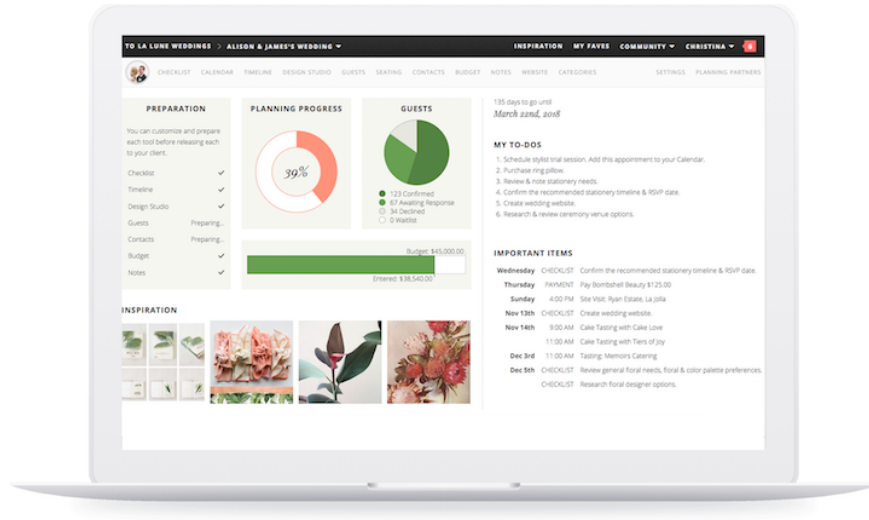 TO LA LUNE WEDDINGS > ALISON & JAMES'S WEDDING
INSPIRATION MY FAVES COMMUNITY CHRISTINA 6
CHECKLIST CALENDAR TIMELINE DESIGN STUDIO GUESTS SEATING CONTACTS BUDGET NOTES WEBSITE CATEGORIES
SETTINGS PLANNING PARTNERS
PREPARATION
You can customize and prepare
each tool before releasing each
to your client.
Checklist
Timeline
Design Studio
Guests Preparing...
Contacts Preparing...
Budget
Notes
PLANNING PROGRESS
39%
GUESTS
123 Confirmed
67 Awaiting Response
34 Declined
0 Waitlist
Budget: $45,000.00
Entered: $38,540.00
INSPIRATION
135 days to go until
March 22nd, 2018
MY TO-DOS
1. Schedule stylist trial session. Add this appointment to your Calendar.
2. Purchase ring pillow.
3. Review & note stationery needs.
4. Confirm the recommended stationery timeline & RSVP date.
5. Create wedding website.
6. Research & review ceremony venue options.
IMPORTANT ITEMS
Wednesday CHECKLIST Confirm the recommended stationery timeline & RSVP date.
Thursday PAYMENT Pay Bombshell Beauty $125.00
Sunday 4:00 PM Site Visit: Ryan Estate, La Jolla
Nov 13th CHECKLIST Create wedding website.
Nov 14th 9:00 AM Cake Tasting with Cake Love
11:00 AM Cake Tasting with Tiers of Joy
Dec 3rd 11:00 AM Tasting: Memoirs Catering
Dec 5th CHECKLIST Review general floral needs, floral & color palette preferences.
CHECKLIST Research floral designer options.